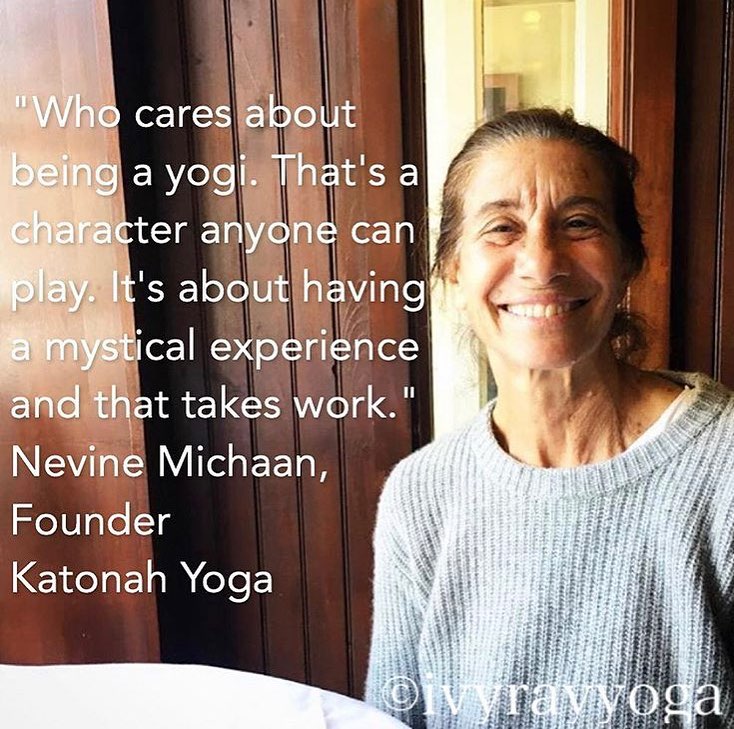 "Who cares about
being a yogi. That's a
character anyone can
play. It's about having
a mystical experience
and that takes work."
Nevine Michaan,
Founder
Katonah Yoga
©ivyrayyoga